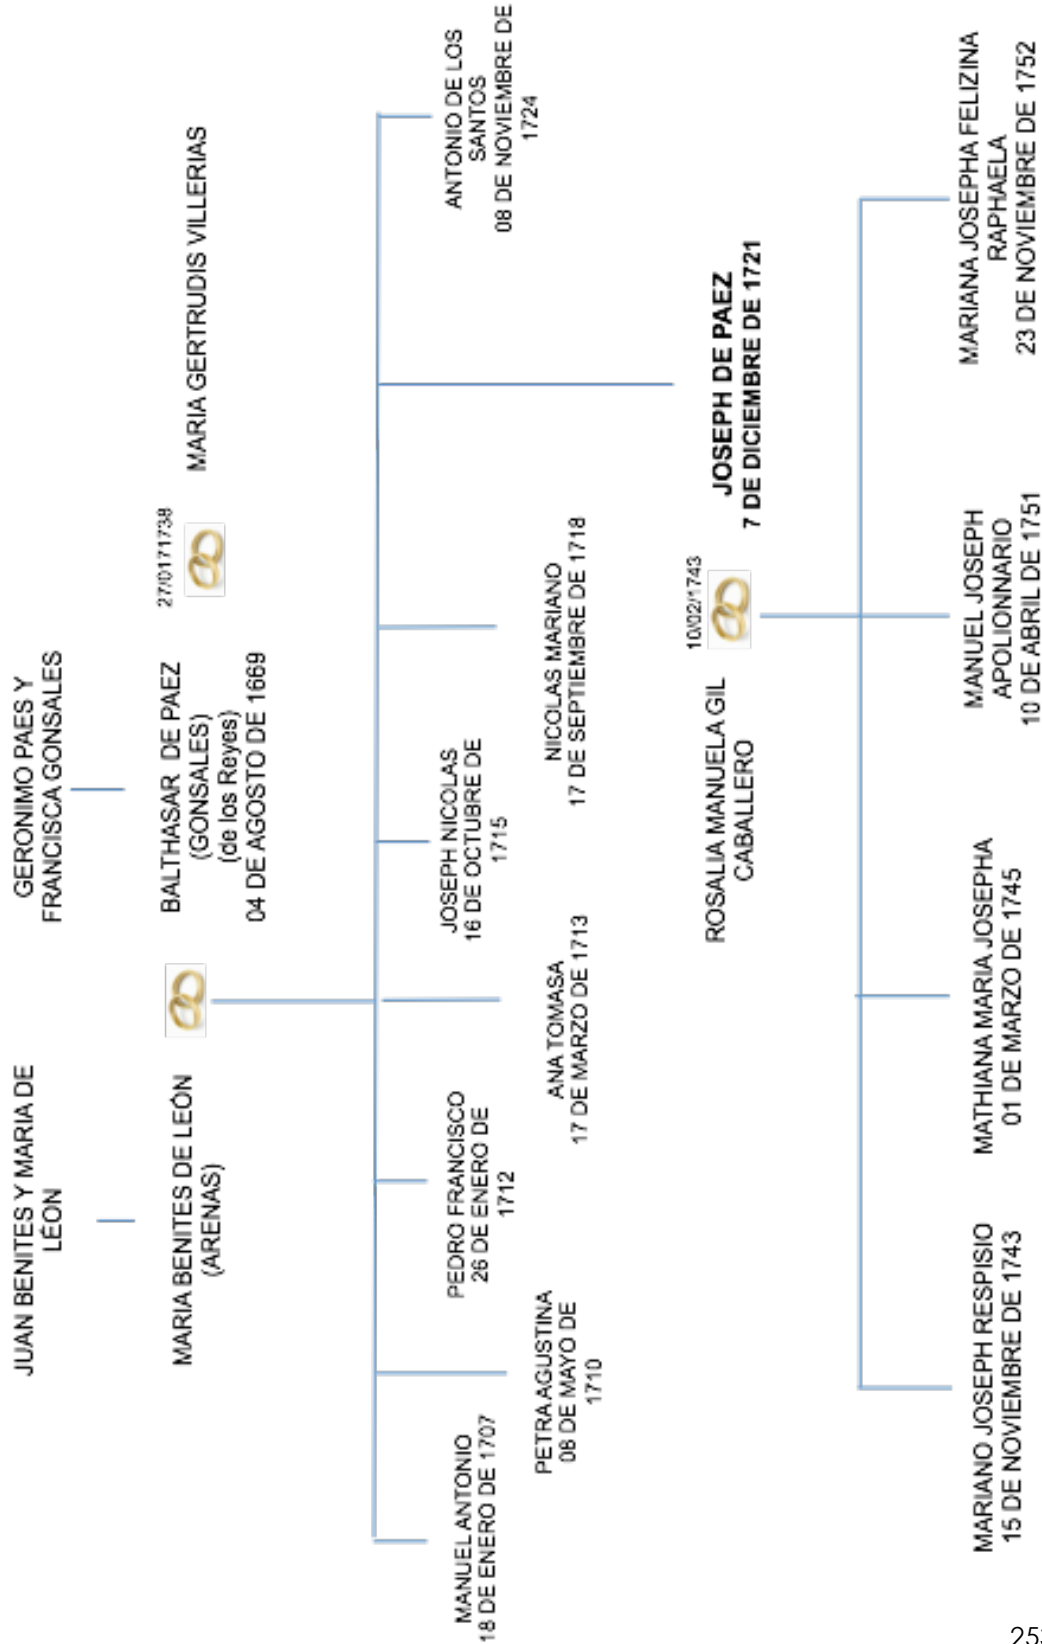 JUAN BENITES Y MARIA DE
LÉON
GERONIMO PAES Y
FRANCISCA GONSALES
MARIA BENITES DE LEÓN
(ARENAS)
BALTHASAR DE PAEZ
(GONSALES)
(de los Reyes)
04 DE AGOSTO DE 1669
27/0171738
MARIA GERTRUDIS VILLERIAS
MANUEL ANTONIO
18 DE ENERO DE 1707
PETRA AGUSTINA
08 DE MAYO DE
1710
PEDRO FRANCISCO
26 DE ENERO DE
1712
ANA TOMASA
17 DE MARZO DE 1713
JOSEPH NICOLAS
16 DE OCTUBRE DE
1715
NICOLAS MARIANO
17 DE SEPTIEMBRE DE 1718
ANTONIO DE LOS
SANTOS
08 DE NOVIEMBRE DE
1724
ROSALIA MANUELA GIL
CABALLERO
10/02/1743
JOSEPH DE PAEZ
7 DE DICIEMBRE DE 1721
MARIANO JOSEPH RESPISIO
15 DE NOVIEMBRE DE 1743
MATHIANA MARIA JOSEPHA
01 DE MARZO DE 1745
MANUEL JOSEPH
APOLIONNARIO
10 DE ABRIL DE 1751
MARIANA JOSEPHA FELIZINA
RAPHAELA
23 DE NOVIEMBRE DE 1752